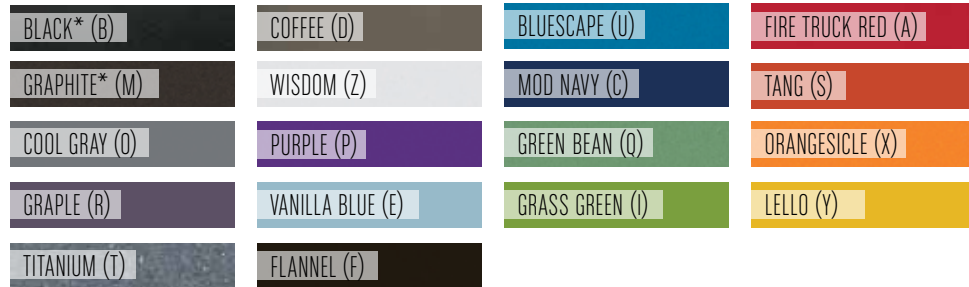 BLACK* (B)
COFFEE (D)
BLUESCAPE (U)
FIRE TRUCK RED (A)
GRAPHITE* (M)
WISDOM (Z)
MOD NAVY (C)
TANG (S)
COOL GRAY (O)
PURPLE (P)
GREEN BEAN (Q)
ORANGESICLE (X)
GRAPLE (R)
VANILLA BLUE (E)
GRASS GREEN (I)
LELLO (Y)
TITANIUM (T)
FLANNEL (F)